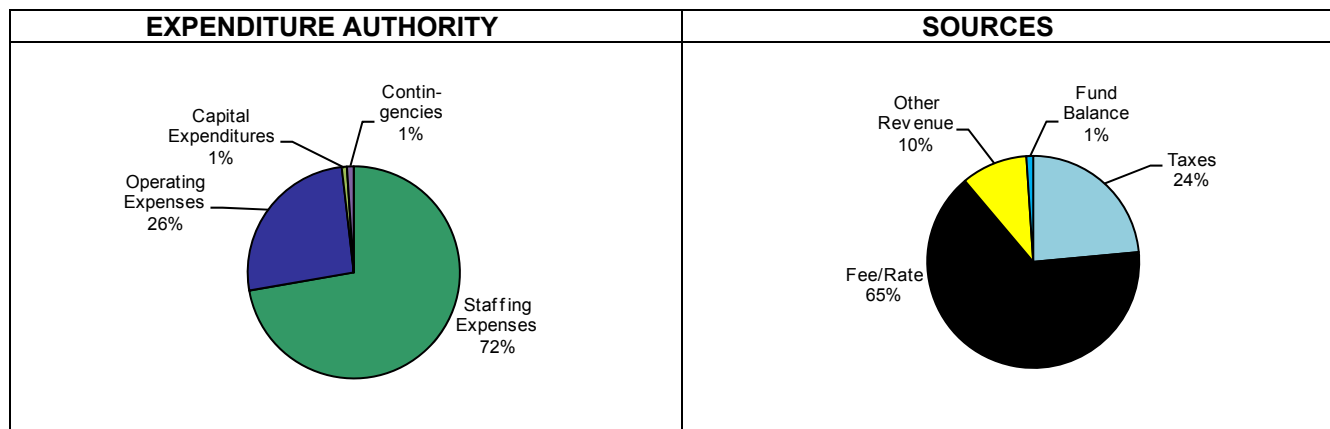 EXPENDITURE AUTHORITY
Contin-
gencies
1%
Capital
Expenditures
1%
Operating
Expenses
26%
Staffing
Expenses
72%
SOURCES
Fund
Balance
1%
Other
Revenue
10%
Taxes
24%
Fee/Rate
65%